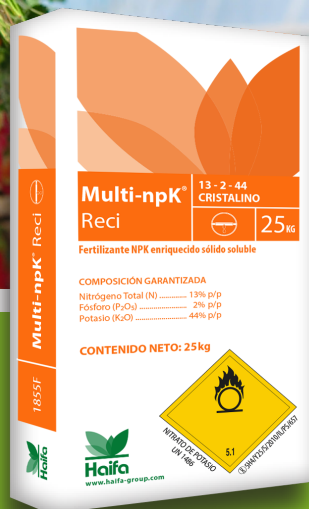 Multi-npK® Reci
1855F
Haifa
Multi-npK®
Reci
13 - 2 - 44
CRISTALINO
25 KG
Fertilizante NPK enriquecido sólido soluble
COMPOSICIÓN GARANTIZADA
Nitrógeno Total (N) ............. 13% p/p
Fósforo (P₂O₅) ..................... 2% p/p
Potasio (K₂O) ....................... 44% p/p
CONTENIDO NETO: 25kg
Haifa
www.haifa-group.com
5.1
NITRATO DE POTASIO
UN 1486